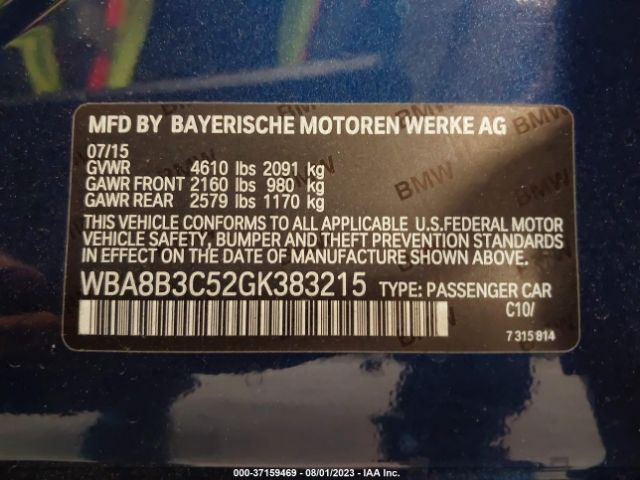 MFD BY BAYERISCHE MOTOREN WERKE AG
07/15
GVWR 4610 lbs 2091 kg
GAWR FRONT 2160 lbs 980 kg
GAWR REAR 2579 lbs 1170 kg
THIS VEHICLE CONFORMS TO ALL APPLICABLE U.S.FEDERAL MOTOR
VEHICLE SAFETY, BUMPER AND THEFT PREVENTION STANDARDS
IN EFFECT ON THE DATE OF MANUFACTURE SHOWN ABOVE.
WBA8B3C52GK383215 TYPE: PASSENGER CAR
C10/
7 315 814
000-37159469 - 08/01/2023 - IAA Inc.